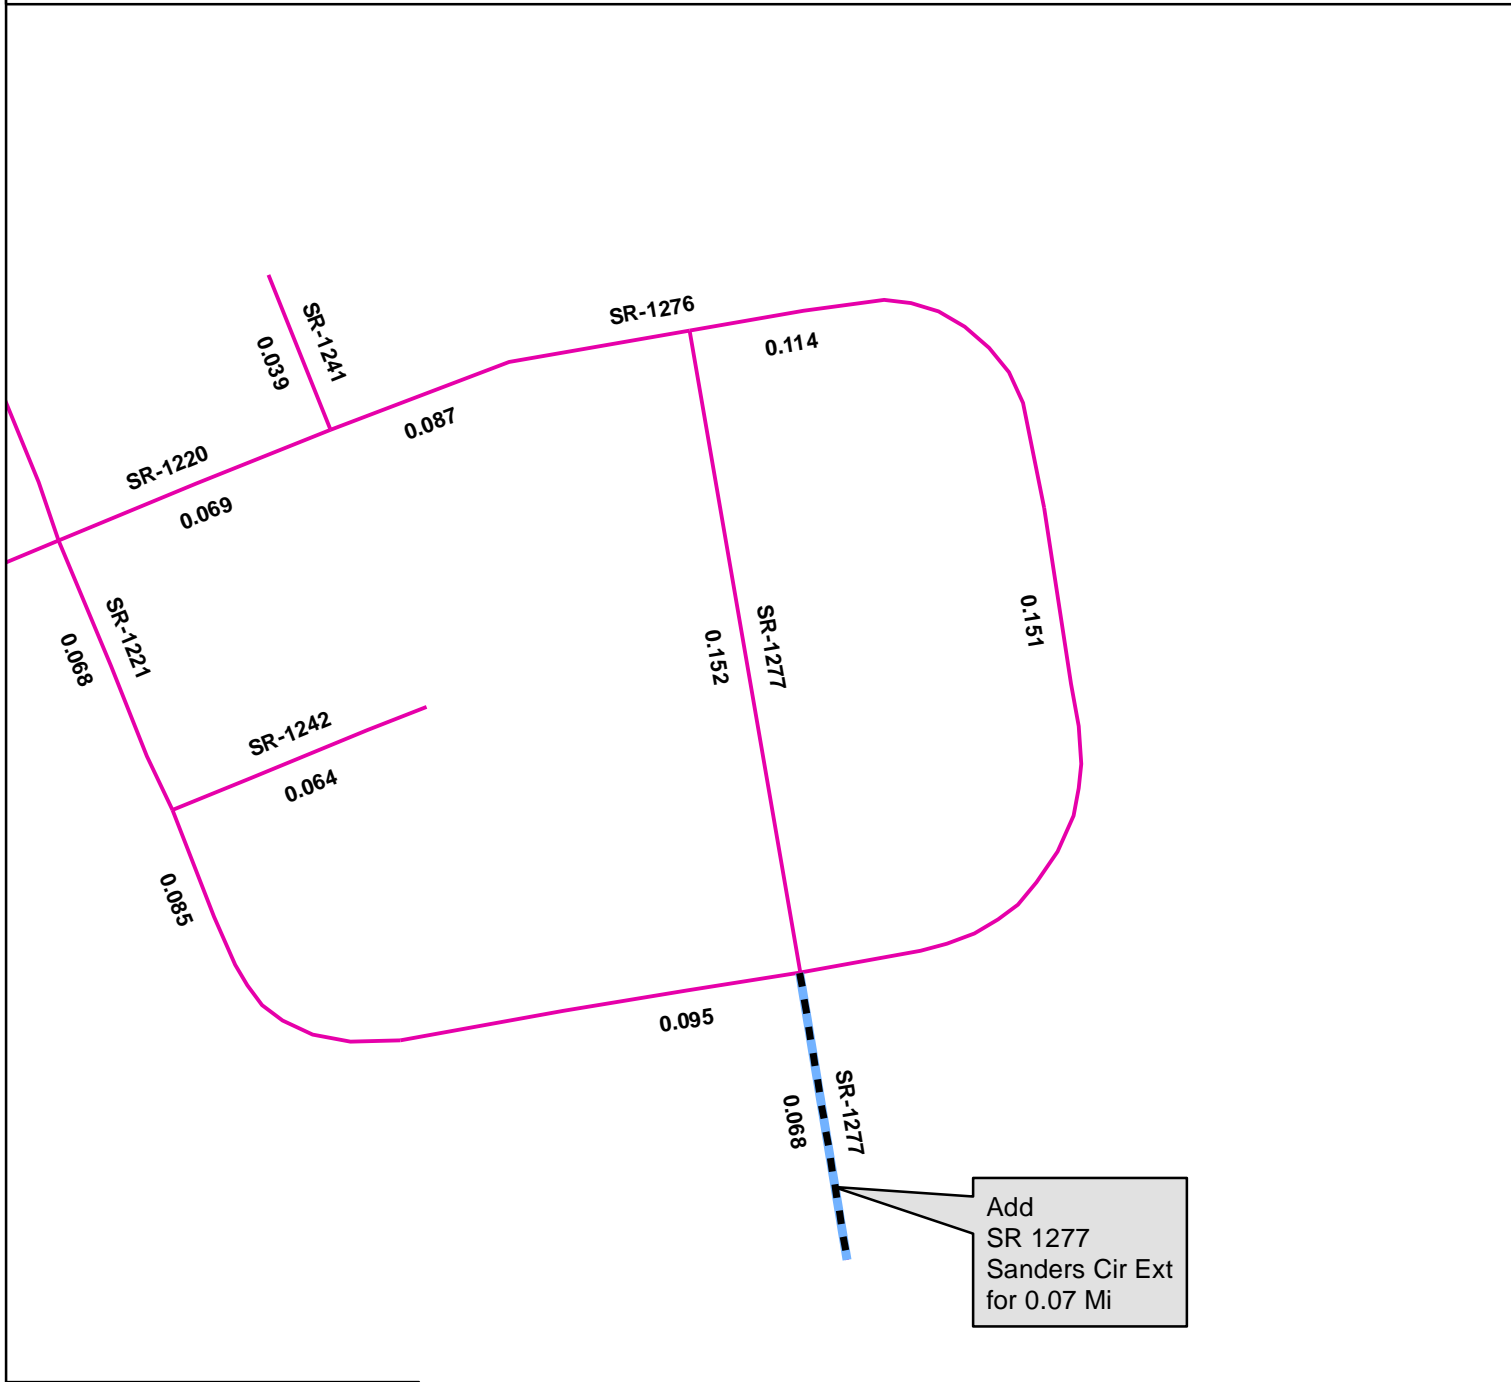 SR-1276
0.114
SR-1241
0.039
0.087
SR-1220
0.069
SR-1221
0.068
SR-1277
0.152
0.151
SR-1242
0.064
0.085
0.095
SR-1277
0.068
Add
SR 1277
Sanders Cir Ext
for 0.07 Mi